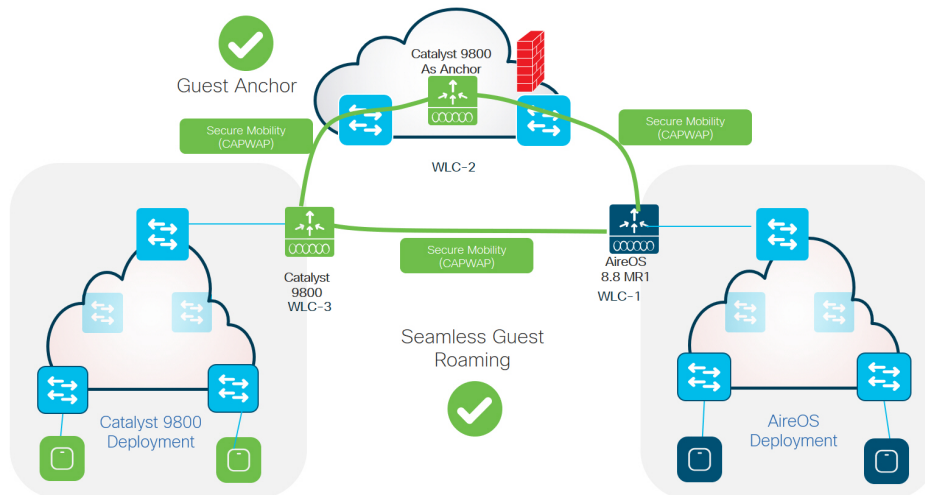 Guest Anchor
Catalyst 9800
As Anchor
Secure Mobility
(CAPWAP)
Secure Mobility
(CAPWAP)
WLC-2
Secure Mobility
(CAPWAP)
Catalyst
9800
WLC-3
AireOS
8.8 MR1
WLC-1
Seamless Guest
Roaming
Catalyst 9800
Deployment
AireOS
Deployment